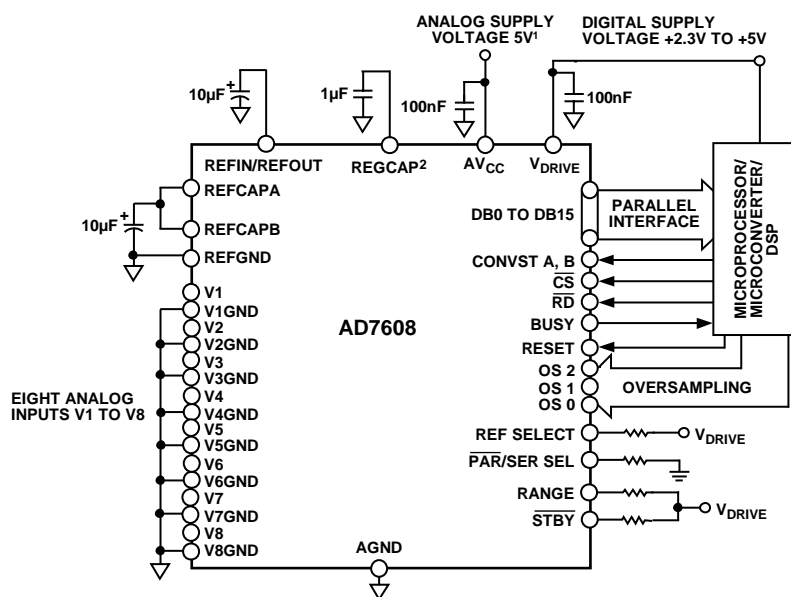 ANALOG SUPPLY
VOLTAGE 5V¹
DIGITAL SUPPLY
VOLTAGE +2.3V TO +5V
10µF
+
1µF
100nF
100nF
REFIN/REFOUT
REGCAP²
AVCC
VDRIVE
REFCAPA
REFCAPB
REFGND
10µF
+
DB0 TO DB15
PARALLEL
INTERFACE
MICROPROCESSOR/
MICROCONVERTER/
DSP
CONVST A, B
CS
RD
BUSY
RESET
OS 2
OS 1
OS 0
OVERSAMPLING
AD7608
V1
V1GND
V2
V2GND
V3
V3GND
V4
V4GND
V5
V5GND
V6
V6GND
V7
V7GND
V8
V8GND
EIGHT ANALOG
INPUTS V1 TO V8
REF SELECT
VDRIVE
PAR/SER SEL
RANGE
STBY
VDRIVE
AGND